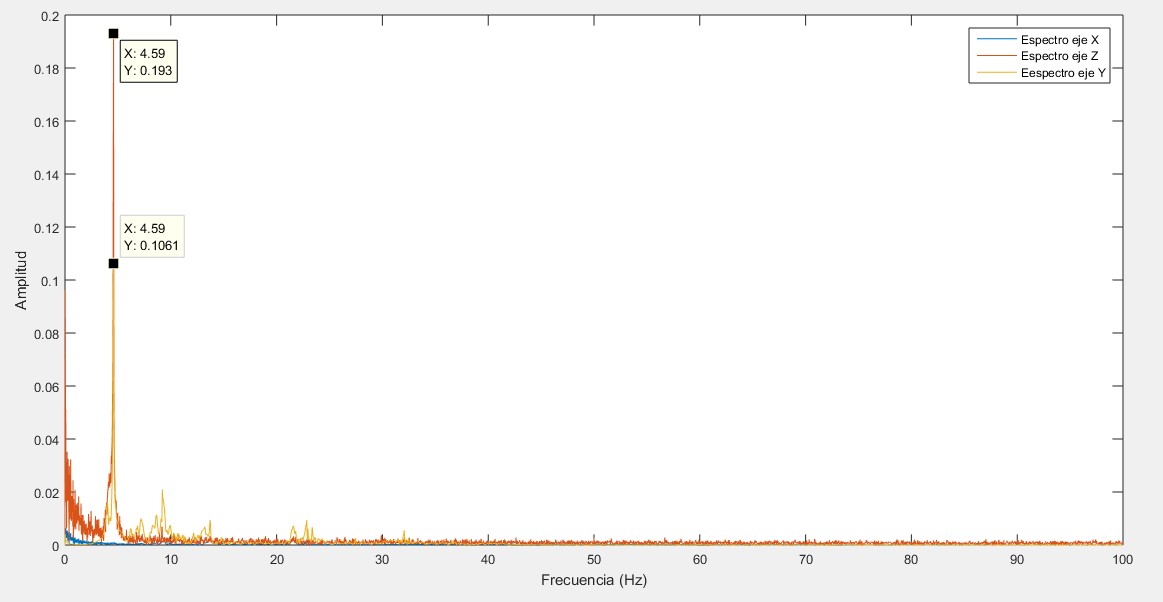 0.2
0.18
0.16
0.14
0.12
0.1
0.08
0.06
0.04
0.02
0
Amplitud
X: 4.59
Y: 0.193
X: 4.59
Y: 0.1061
Espectro eje X
Espectro eje Z
Eespectro eje Y
0 10 20 30 40 50 60 70 80 90 100
Frecuencia (Hz)